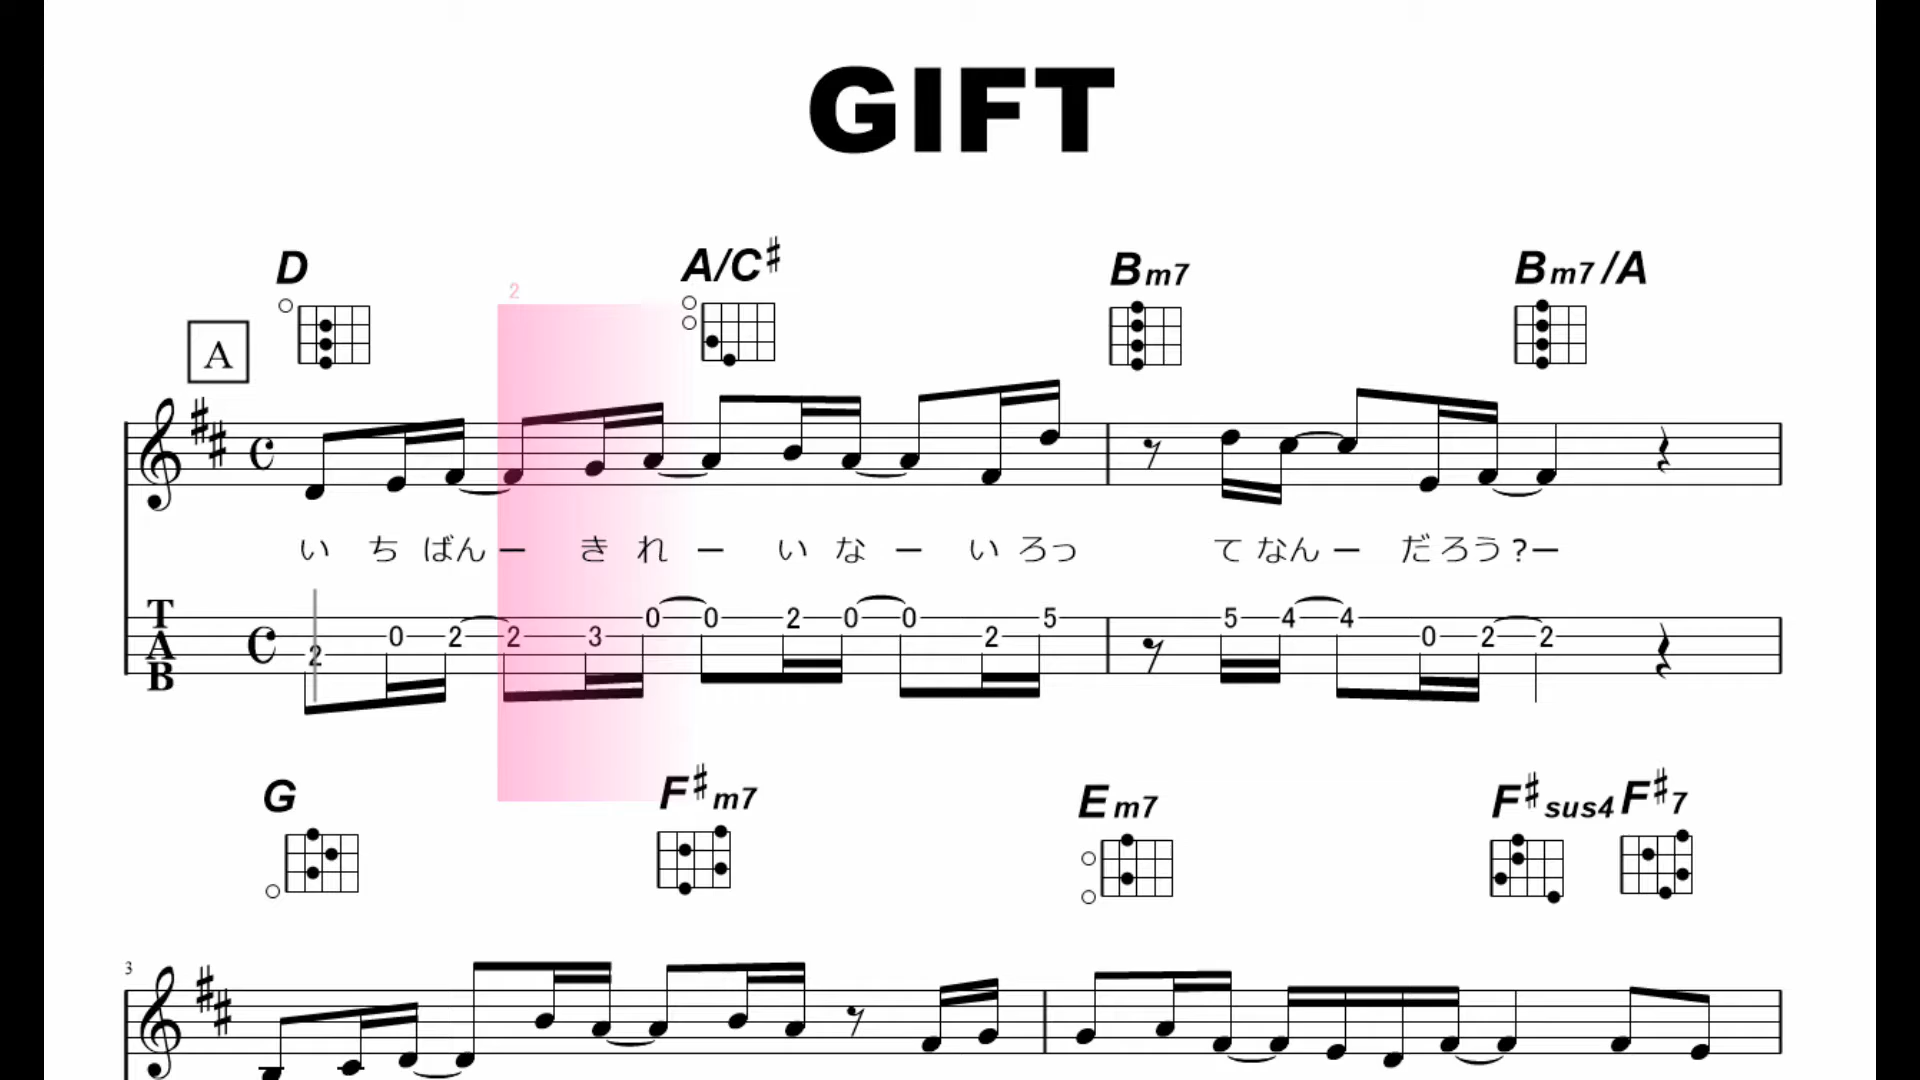 GIFT
D A/C♯ Bm7 Bm7/A
2
A
い ち ばん ー き れ ー い な ー い ろっ て なん ー だ ろう ?ー
T
A
B
2 0 2 2 3 0 0 2 0 0 2 5 5 4 4 0 2 2
G F♯m7 Em7 F♯sus4 F♯7
3